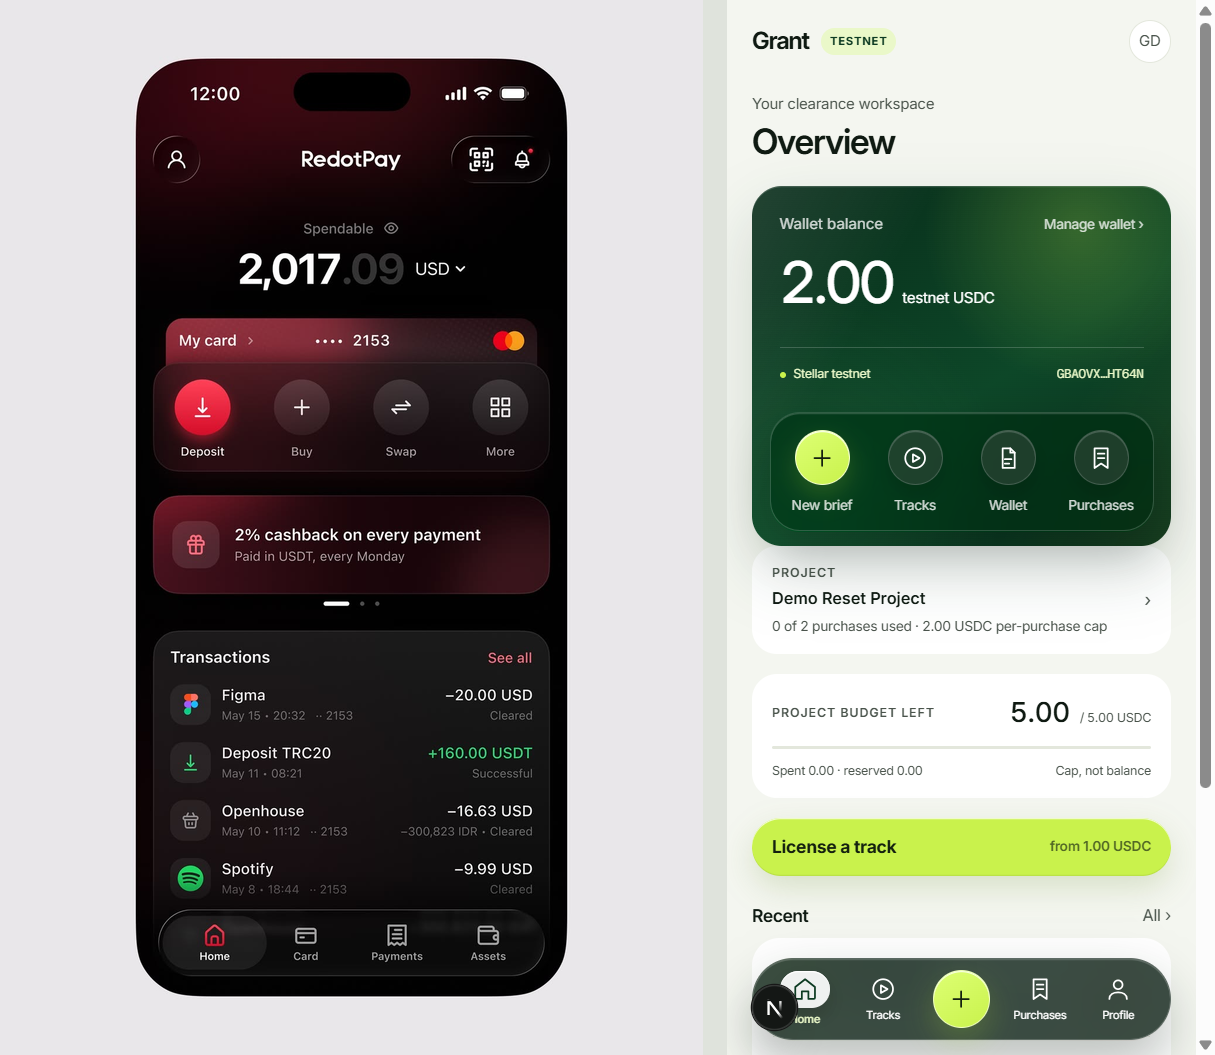 12:00
RedotPay
Spendable
2,017.09 USD
My card › •••• 2153
Deposit Buy Swap More
2% cashback on every payment
Paid in USDT, every Monday
Transactions See all
Figma −20.00 USD
May 15 • 20:32 ·· 2153 Cleared
Deposit TRC20 +160.00 USDT
May 11 • 08:21 Successful
Openhouse −16.63 USD
May 10 • 11:12 ·· 2153 −300,823 IDR • Cleared
Spotify −9.99 USD
May 8 • 18:44 ·· 2153 Cleared
Home Card Payments Assets
Grant TESTNET GD
Your clearance workspace
Overview
Wallet balance Manage wallet ›
2.00 testnet USDC
Stellar testnet GBAOVX…HT64N
New brief Tracks Wallet Purchases
PROJECT
Demo Reset Project ›
0 of 2 purchases used · 2.00 USDC per-purchase cap
PROJECT BUDGET LEFT 5.00 / 5.00 USDC
Spent 0.00 · reserved 0.00 Cap, not balance
License a track from 1.00 USDC
Recent All ›
N ome Tracks Purchases Profile